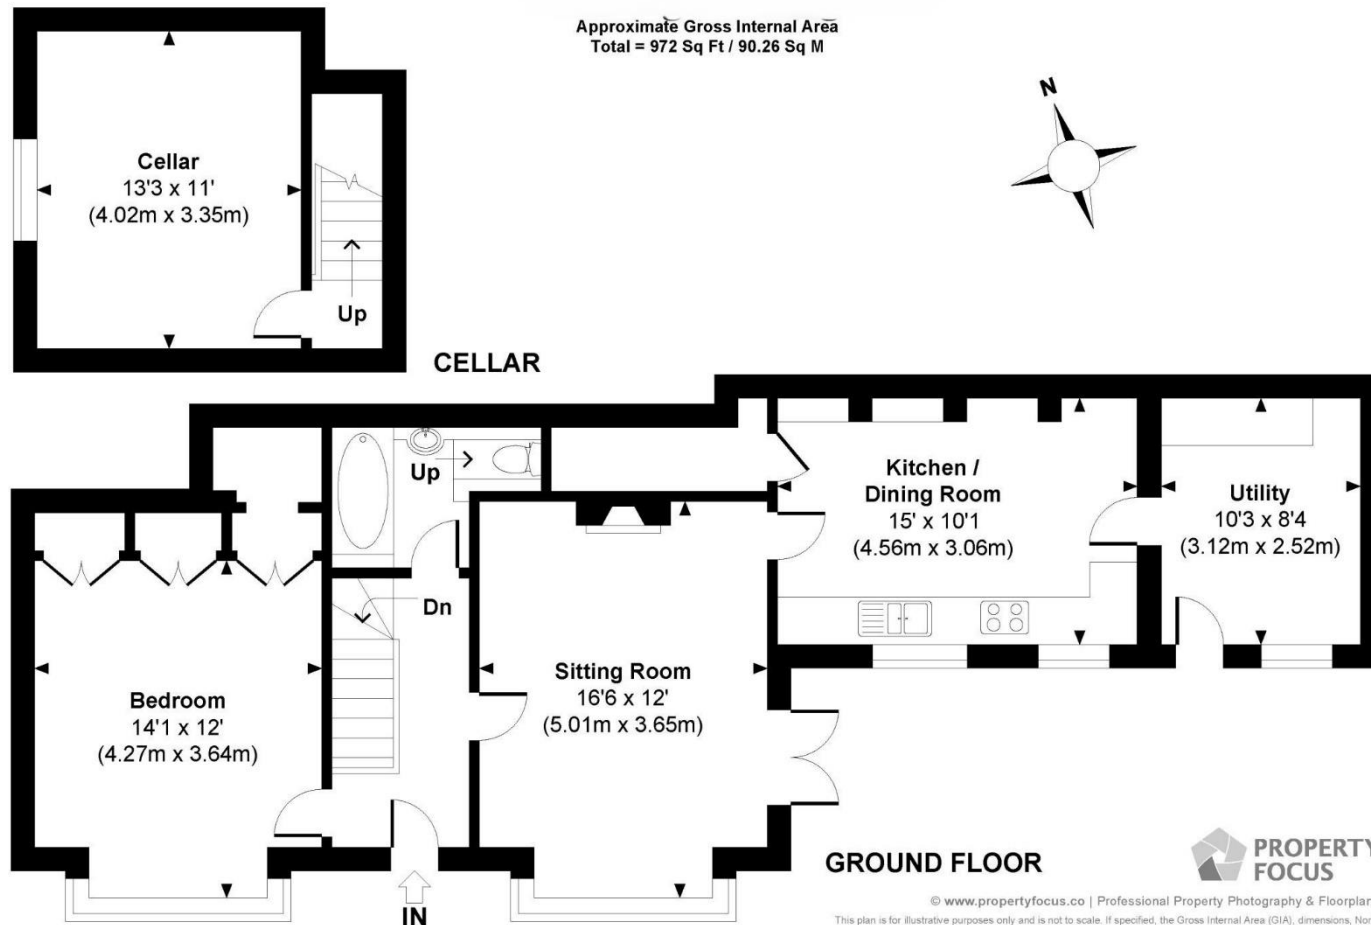 Approximate Gross Internal Area
Total = 972 Sq Ft / 90.26 Sq M
N
Cellar
13'3 x 11'
(4.02m x 3.35m)
Up
CELLAR
Up
Kitchen /
Dining Room
15' x 10'1
(4.56m x 3.06m)
Utility
10'3 x 8'4
(3.12m x 2.52m)
Dn
Sitting Room
16'6 x 12'
(5.01m x 3.65m)
Bedroom
14'1 x 12'
(4.27m x 3.64m)
GROUND FLOOR
IN
PROPERTY
FOCUS
© www.propertyfocus.co | Professional Property Photography & Floorplan
This plan is for illustrative purposes only and is not to scale. If specified, the Gross Internal Area (GIA), dimensions, Nor